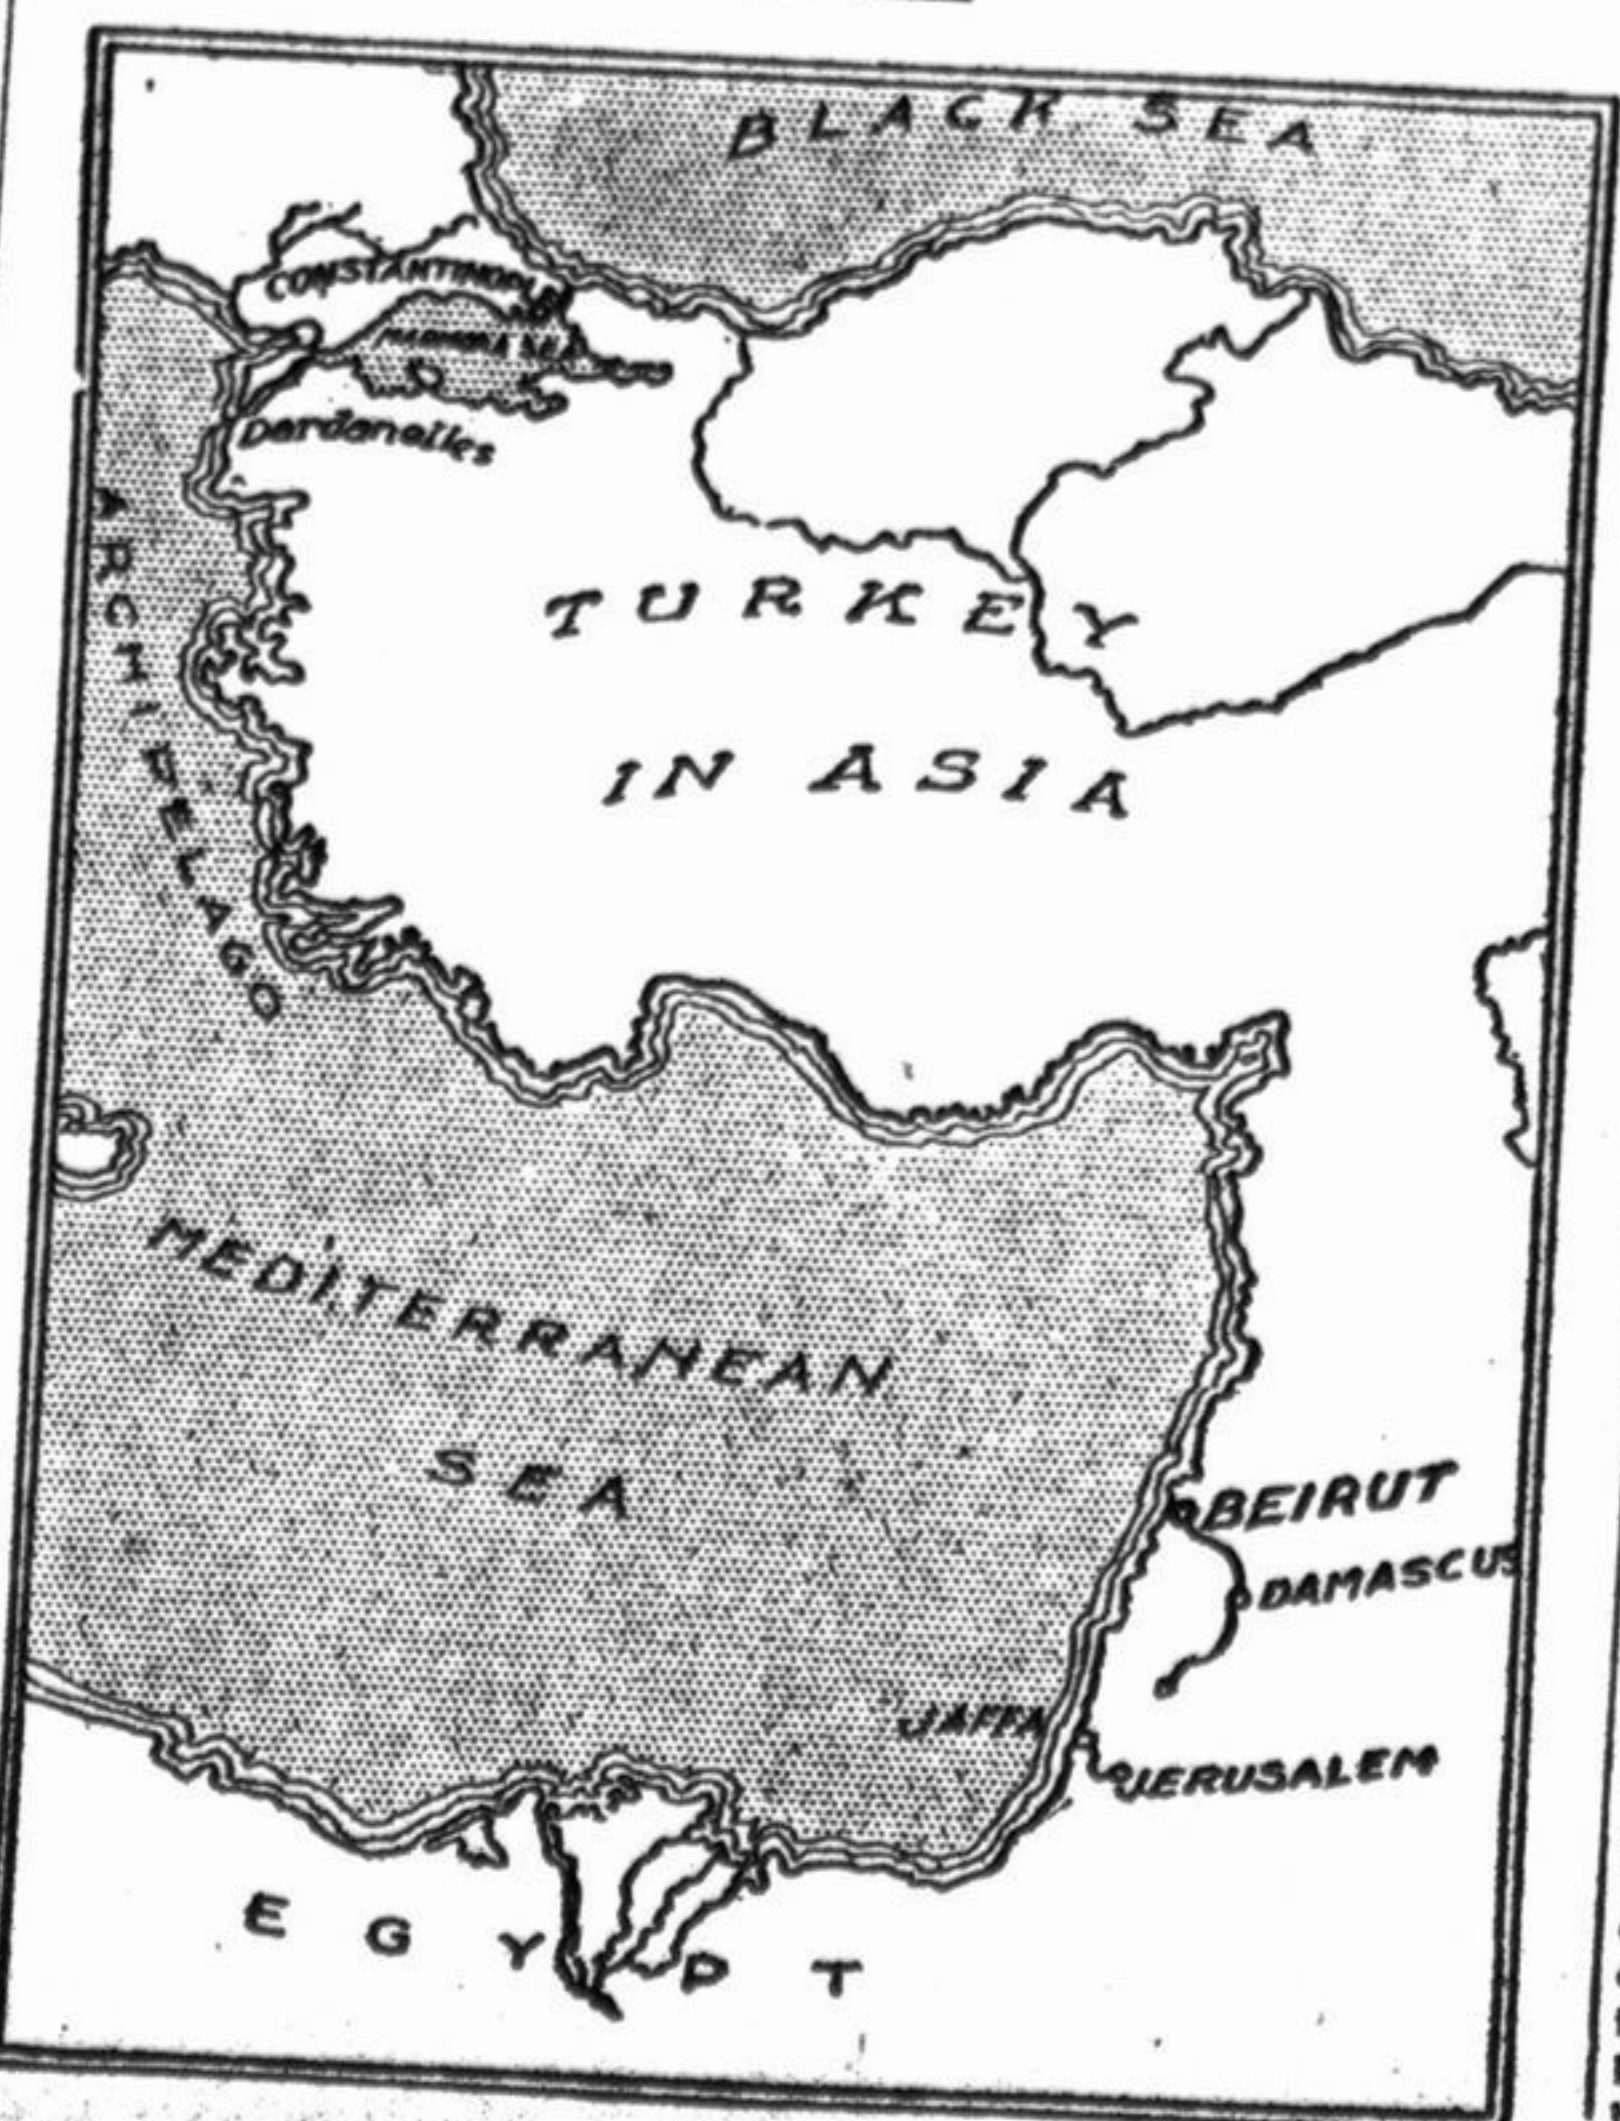 BLACK SEA
CONSTANTINOPLE
MARMORA SEA
Dardanelles
ARCHIPELAGO
TURKEY
IN ASIA
MEDITERRANEAN
SEA
BEIRUT
DAMASCUS
JAFFA
JERUSALEM
EGYPT